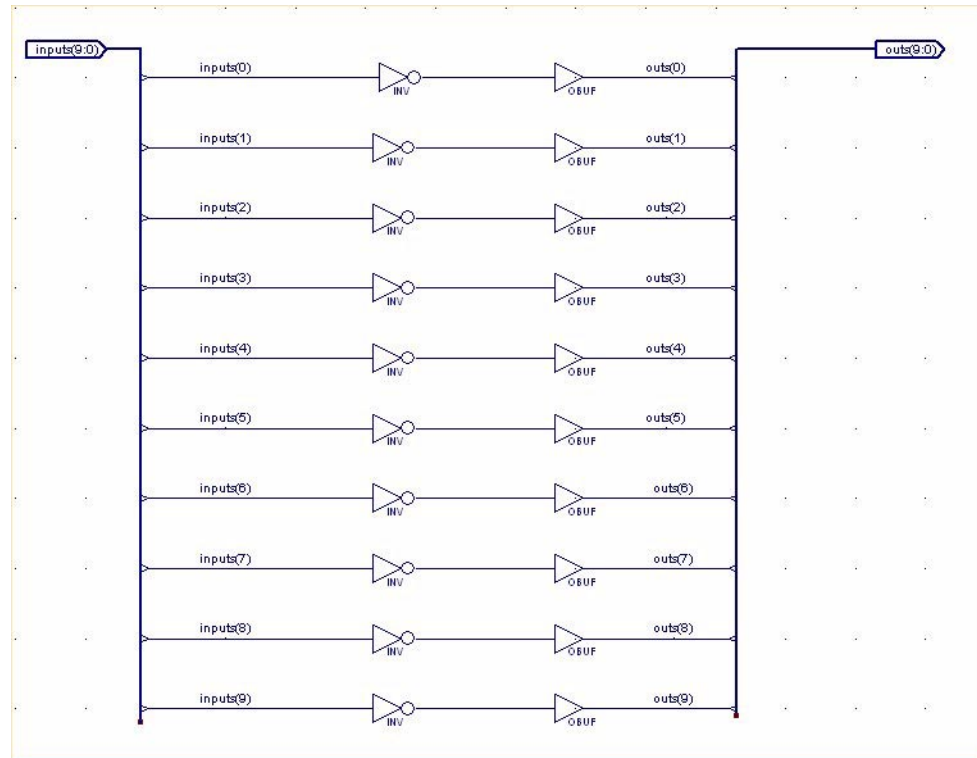 inputs(9:0) outs(9:0)
inputs(0) outs(0)
INV OBUF
inputs(1) outs(1)
INV OBUF
inputs(2) outs(2)
INV OBUF
inputs(3) outs(3)
INV OBUF
inputs(4) outs(4)
INV OBUF
inputs(5) outs(5)
INV OBUF
inputs(6) outs(6)
INV OBUF
inputs(7) outs(7)
INV OBUF
inputs(8) outs(8)
INV OBUF
inputs(9) outs(9)
INV OBUF